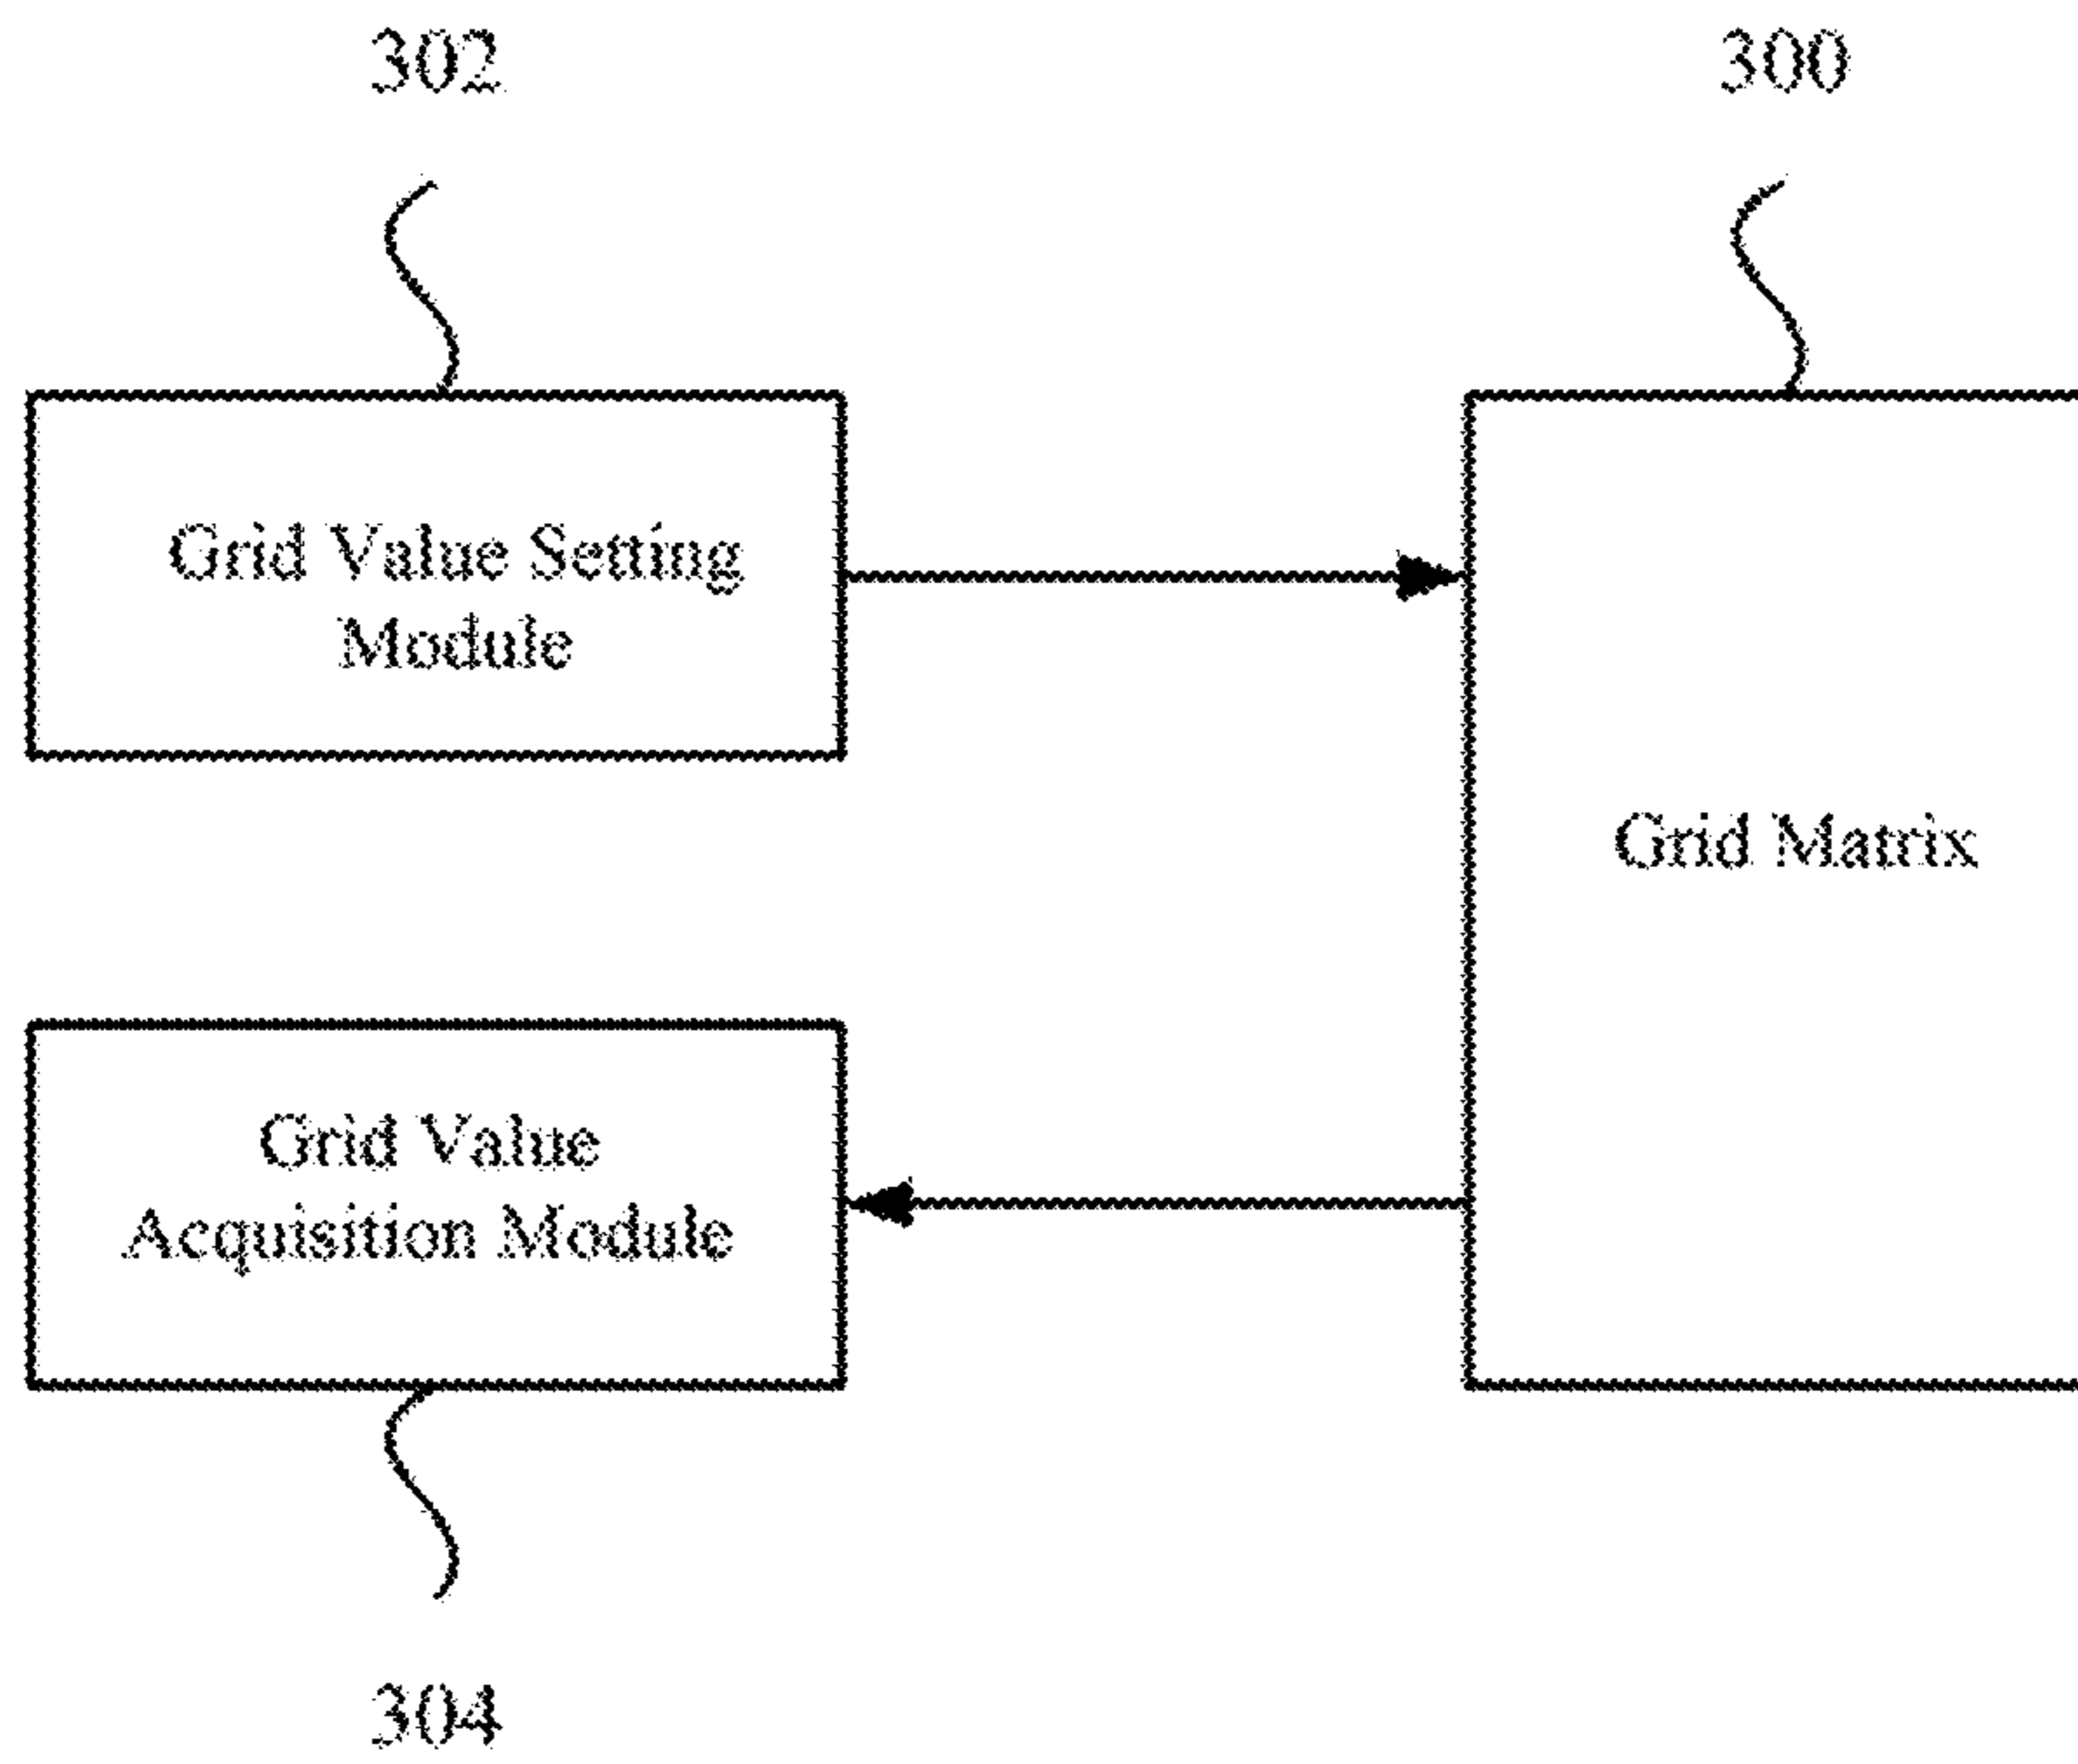 302
300
Grid Value Setting
Module
Grid Matrix
Grid Value
Acquisition Module
304